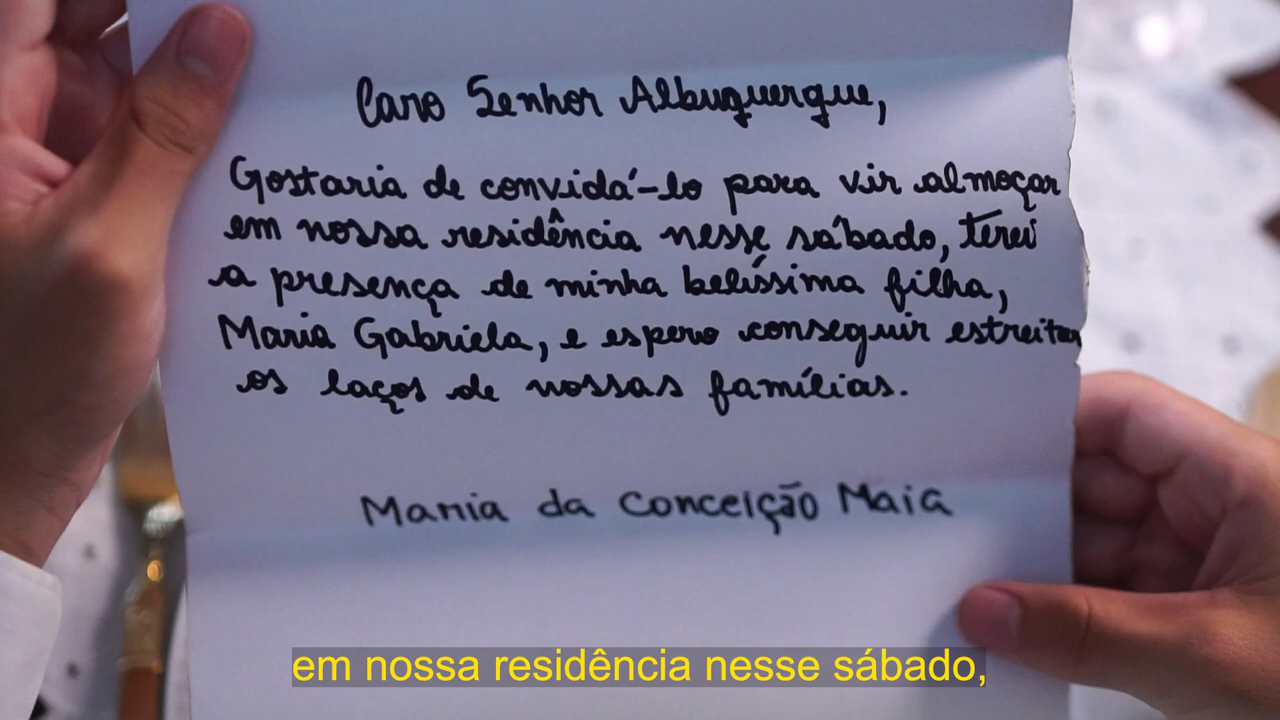 Caro Senhor Albuquerque,
Gostaria de convidá-lo para vir almoçar
em nossa residência nesse sábado, terei
a presença de minha belíssima filha,
Maria Gabriela, e espero conseguir estreitar
os laços de nossas famílias.
Maria da Conceição Maia
em nossa residência nesse sábado,